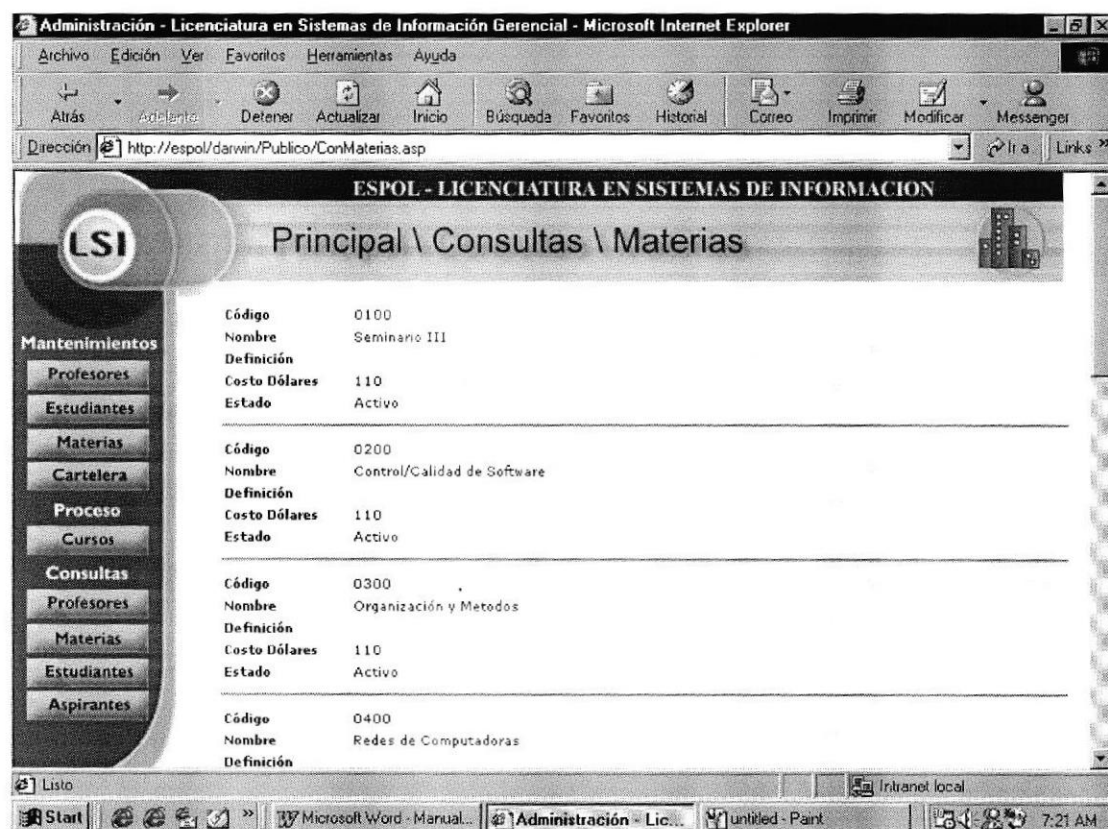 Administración - Licenciatura en Sistemas de Información Gerencial - Microsoft Internet Explorer
Archivo Edición Ver Favoritos Herramientas Ayuda
Atrás Adelante Detener Actualizar Inicio Búsqueda Favoritos Historial Correo Imprimir Modificar Messenger
Dirección http://espol/darwin/Publico/ConMaterias.asp Ir a Links »
ESPOL - LICENCIATURA EN SISTEMAS DE INFORMACION
LSI
Principal \ Consultas \ Materias
Mantenimientos
Profesores
Estudiantes
Materias
Cartelera
Proceso
Cursos
Consultas
Profesores
Materias
Estudiantes
Aspirantes
Código 0100
Nombre Seminario III
Definición
Costo Dólares 110
Estado Activo
Código 0200
Nombre Control/Calidad de Software
Definición
Costo Dólares 110
Estado Activo
Código 0300
Nombre Organización y Metodos
Definición
Costo Dólares 110
Estado Activo
Código 0400
Nombre Redes de Computadoras
Definición
Listo Intranet local
Start » Microsoft Word - Manual... Administración - Lic... untitled - Paint 7:21 AM